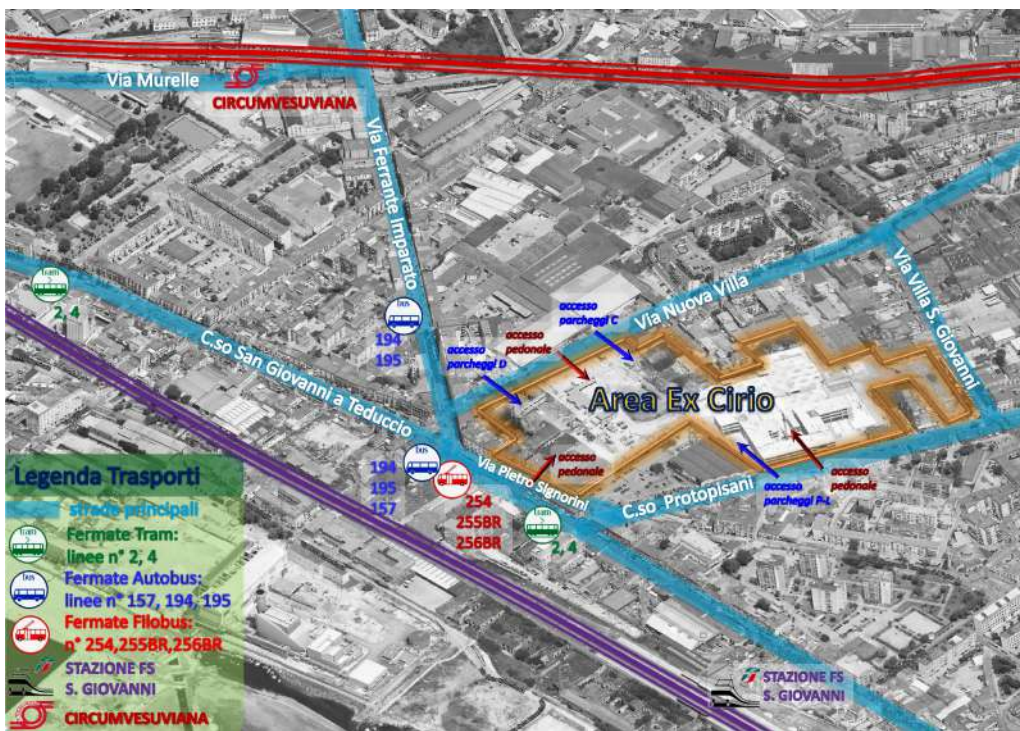 Via Murelle
CIRCUMVESUVIANA
Via Ferrante Imparato
Tram
2, 4
C.so San Giovanni a Teduccio
bus
194
195
Via Nuova Villa
Via Villa S. Giovanni
accesso
parcheggi C
accesso
pedonale
accesso
parcheggi D
Area Ex Cirio
bus
194
195
157
254
255BR
256BR
Via Pietro Signorini
accesso
pedonale
Tram
2, 4
C.so Protopisani
accesso
parcheggi P-L
accesso
pedonale
Legenda Trasporti
strade principali
Tram
Fermate Tram:
linee n° 2, 4
bus
Fermate Autobus:
linee n° 157, 194, 195
Fermate Filobus:
n° 254,255BR,256BR
STAZIONE FS
S. GIOVANNI
CIRCUMVESUVIANA
STAZIONE FS
S. GIOVANNI